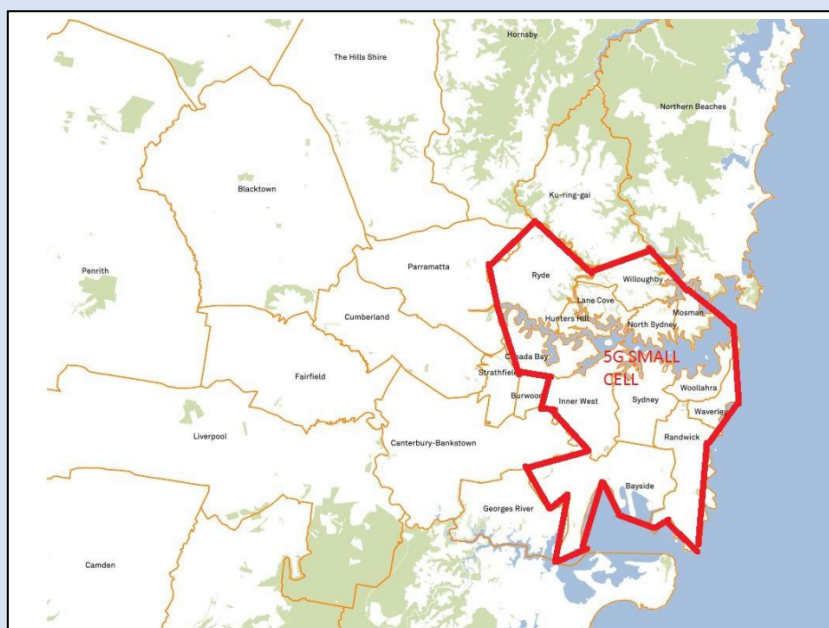 Hornsby
The Hills Shire
Northern Beaches
Ku-ring-gai
Blacktown
Parramatta
Ryde
Willoughby
Penrith
Lane Cove
Mosman
Cumberland
Hunters Hill
North Sydney
Canada Bay
5G SMALL
CELL
Strathfield
Fairfield
Woollahra
Burwood
Inner West
Sydney
Waverley
Liverpool
Randwick
Canterbury-Bankstown
Bayside
Georges River
Camden